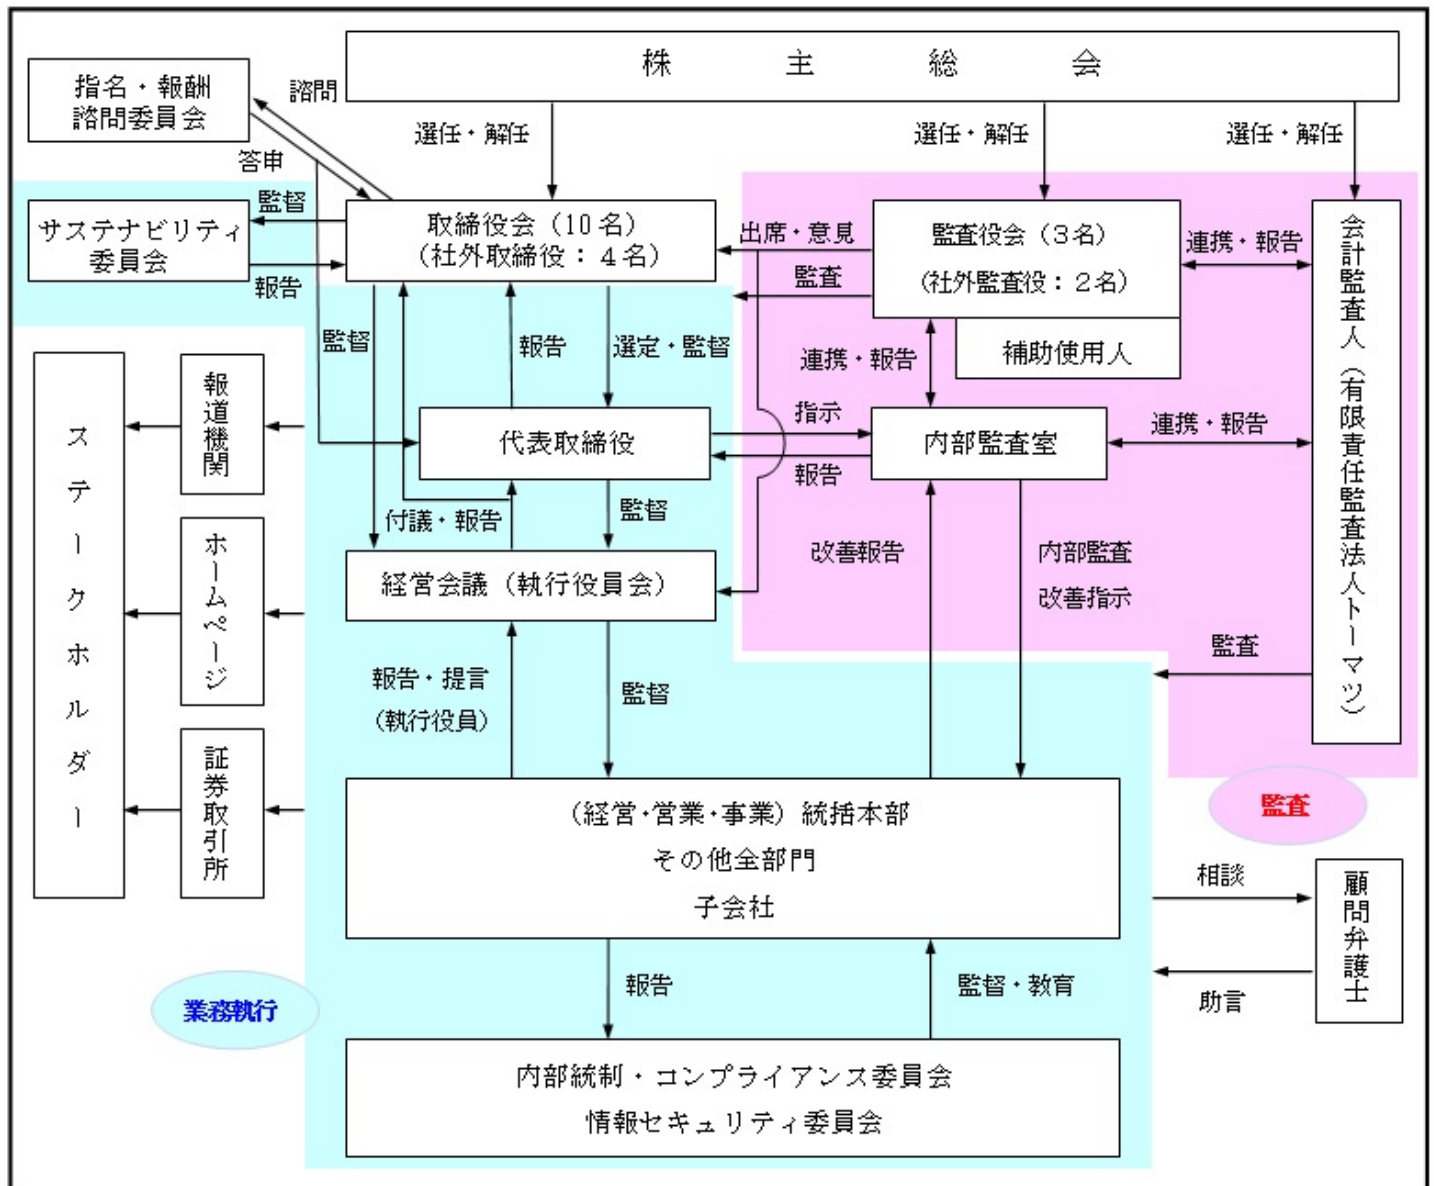 株主総会
指名・報酬
諮問委員会
諮問
答申
選任・解任
選任・解任
選任・解任
サステナビリティ
委員会
監督
報告
取締役会（10名）
（社外取締役：４名）
出席・意見
監査
監査役会（３名）
（社外監査役：２名）
補助使用人
連携・報告
会計監査人（有限責任監査法人トーマツ）
監督
報告
選定・監督
連携・報告
代表取締役
指示
報告
内部監査室
連携・報告
付議・報告
監督
改善報告
内部監査
改善指示
経営会議（執行役員会）
監査
報告・提言
（執行役員）
監督
ステークホルダー
報道機関
ホームページ
証券取引所
（経営・営業・事業）統括本部
その他全部門
子会社
監査
相談
助言
顧問弁護士
報告
監督・教育
業務執行
内部統制・コンプライアンス委員会
情報セキュリティ委員会